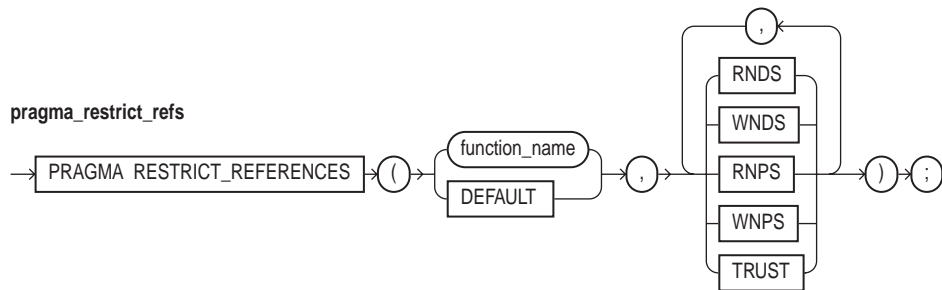 ,
RNDS
pragma_restrict_refs
WNDS
function_name
PRAGMA RESTRICT_REFERENCES ( , RNPS ) ;
DEFAULT
WNPS
TRUST